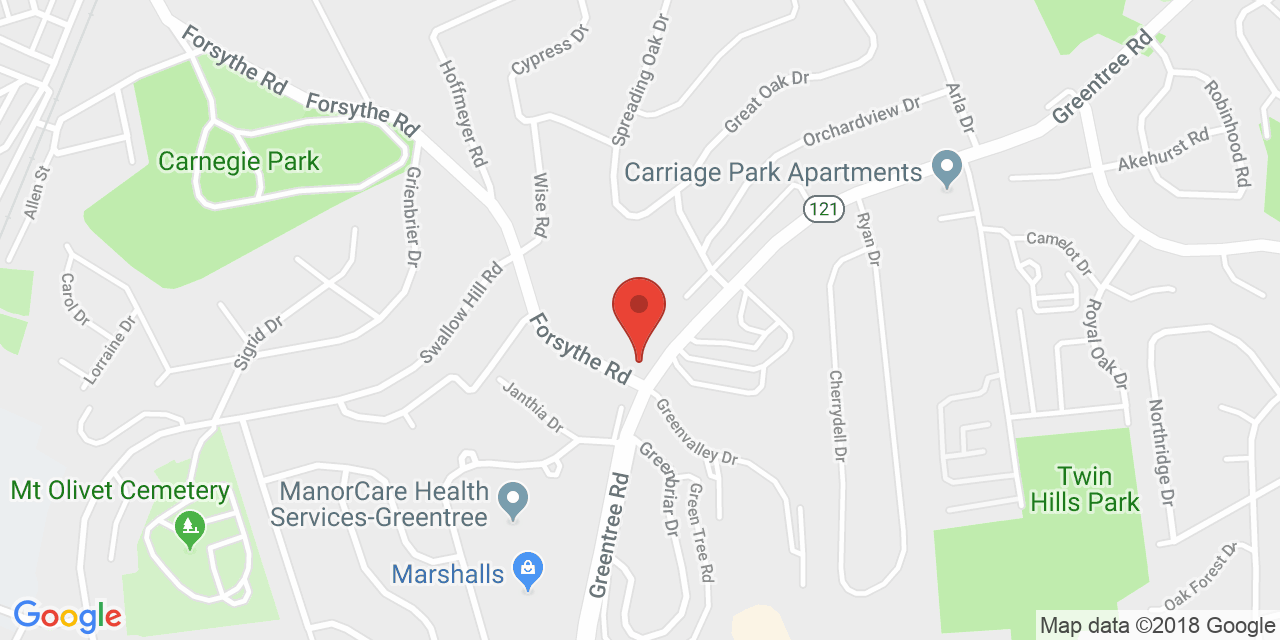 Forsythe Rd
Forsythe Rd
Hoffmeyer Rd
Cypress Dr
Spreading Oak Dr
Great Oak Dr
Orchardview Dr
Arla Dr
Greentree Rd
Robinhood Rd
Akehurst Rd
Carnegie Park
Allen St
Grienbrier Dr
Wise Rd
Carriage Park Apartments
121
Ryan Dr
Camelot Dr
Carol Dr
Lorraine Dr
Sigrid Dr
Swallow Hill Rd
Forsythe Rd
Royal Oak Dr
Janthia Dr
Greenvalley Dr
Cherrydell Dr
Northridge Dr
Mt Olivet Cemetery
ManorCare Health
Services-Greentree
Greentree Rd
Greenbriar Dr
Green Tree Rd
Twin
Hills Park
Marshalls
Oak Forest Dr
Google
Map data ©2018 Google